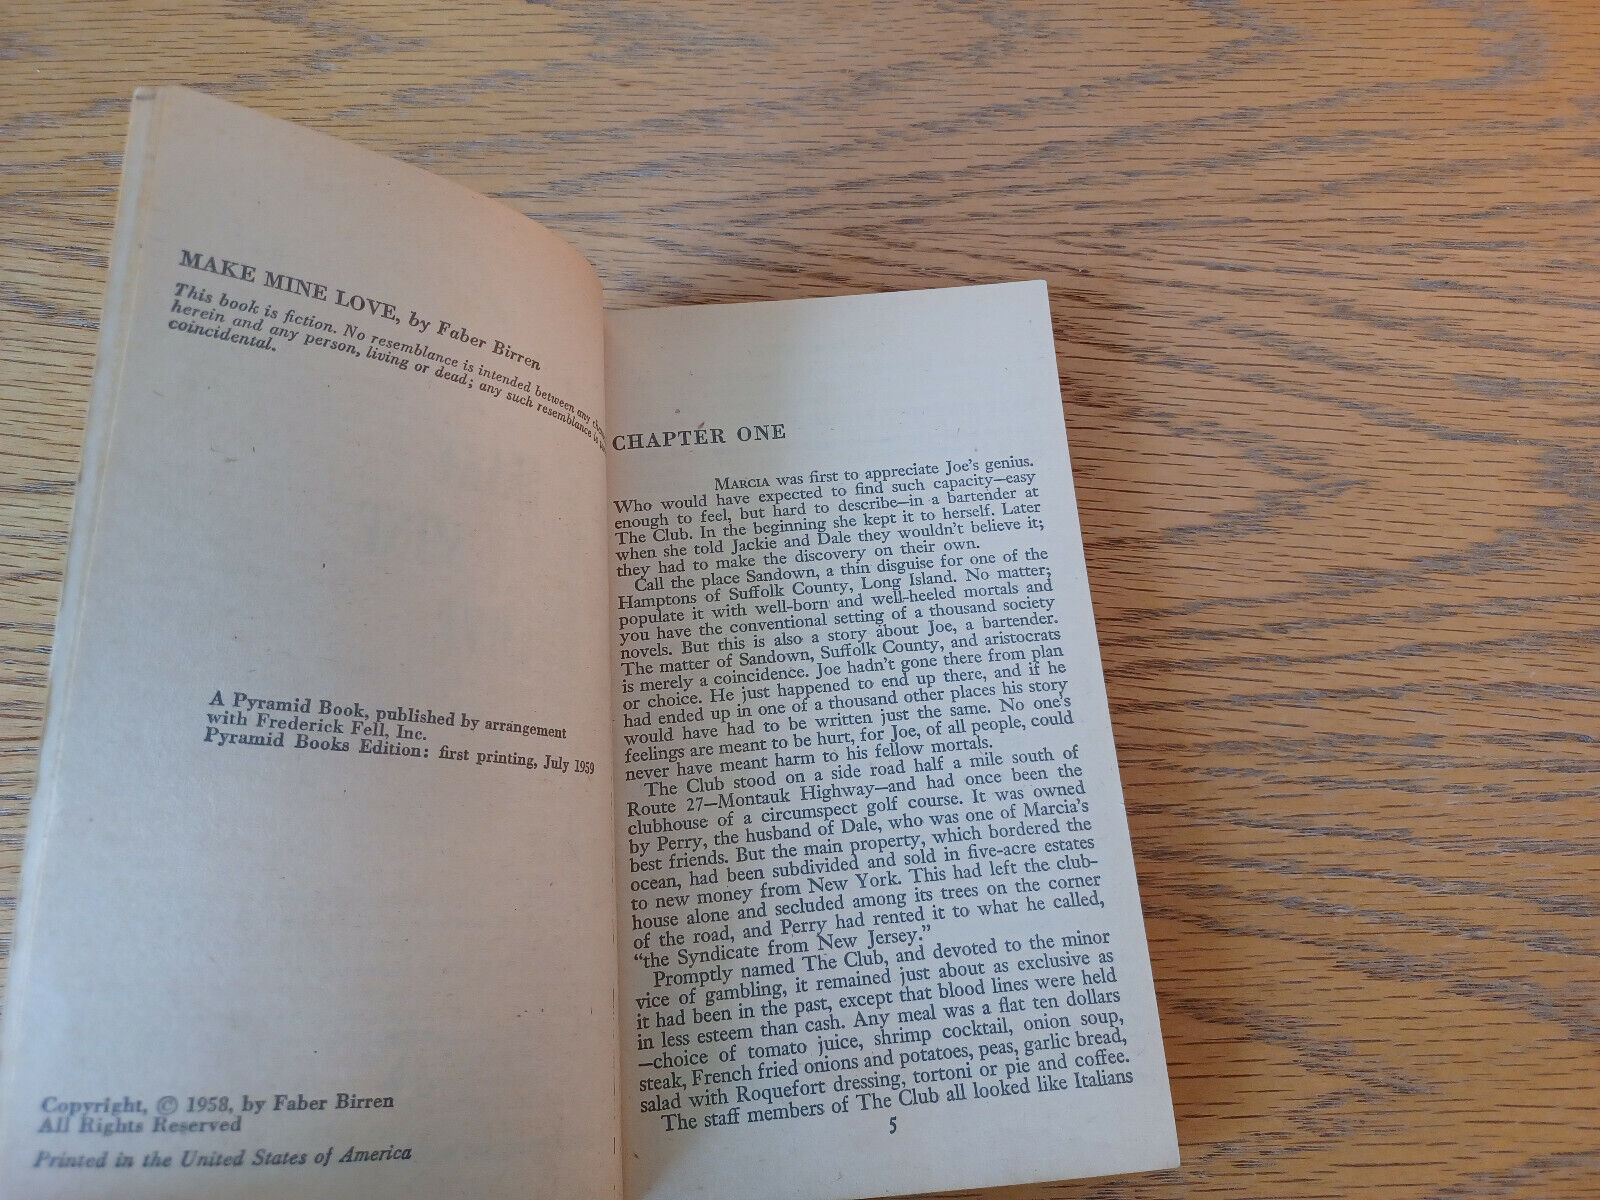 MAKE MINE LOVE, by Faber Birren
This book is fiction. No resemblance is intended between any
herein and any person, living or dead; any such resemblance is
coincidental.
A Pyramid Book, published by arrangement
with Frederick Fell, Inc.
Pyramid Books Edition: first printing, July 1959
Copyright, © 1958, by Faber Birren
All Rights Reserved
Printed in the United States of America
CHAPTER ONE
MARCIA was first to appreciate Joe's genius.
Who would have expected to find such capacity—easy
enough to feel, but hard to describe—in a bartender at
The Club. In the beginning she kept it to herself. Later
when she told Jackie and Dale they wouldn't believe it;
they had to make the discovery on their own.
Call the place Sandown, a thin disguise for one of the
Hamptons of Suffolk County, Long Island. No matter;
populate it with well-born and well-heeled mortals and
you have the conventional setting of a thousand society
novels. But this is also a story about Joe, a bartender.
The matter of Sandown, Suffolk County, and aristocrats
is merely a coincidence. Joe hadn't gone there from plan
or choice. He just happened to end up there, and if he
had ended up in one of a thousand other places his story
would have had to be written just the same. No one's
feelings are meant to be hurt, for Joe, of all people, could
never have meant harm to his fellow mortals.
The Club stood on a side road half a mile south of
Route 27—Montauk Highway—and had once been the
clubhouse of a circumspect golf course. It was owned
by Perry, the husband of Dale, who was one of Marcia's
best friends. But the main property, which bordered the
ocean, had been subdivided and sold in five-acre estates
to new money from New York. This had left the club-
house alone and secluded among its trees on the corner
of the road, and Perry had rented it to what he called,
"the Syndicate from New Jersey."
Promptly named The Club, and devoted to the minor
vice of gambling, it remained just about as exclusive as
it had been in the past, except that blood lines were held
in less esteem than cash. Any meal was a flat ten dollars
—choice of tomato juice, shrimp cocktail, onion soup,
steak, French fried onions and potatoes, peas, garlic bread,
salad with Roquefort dressing, tortoni or pie and coffee.
The staff members of The Club all looked like Italians
5